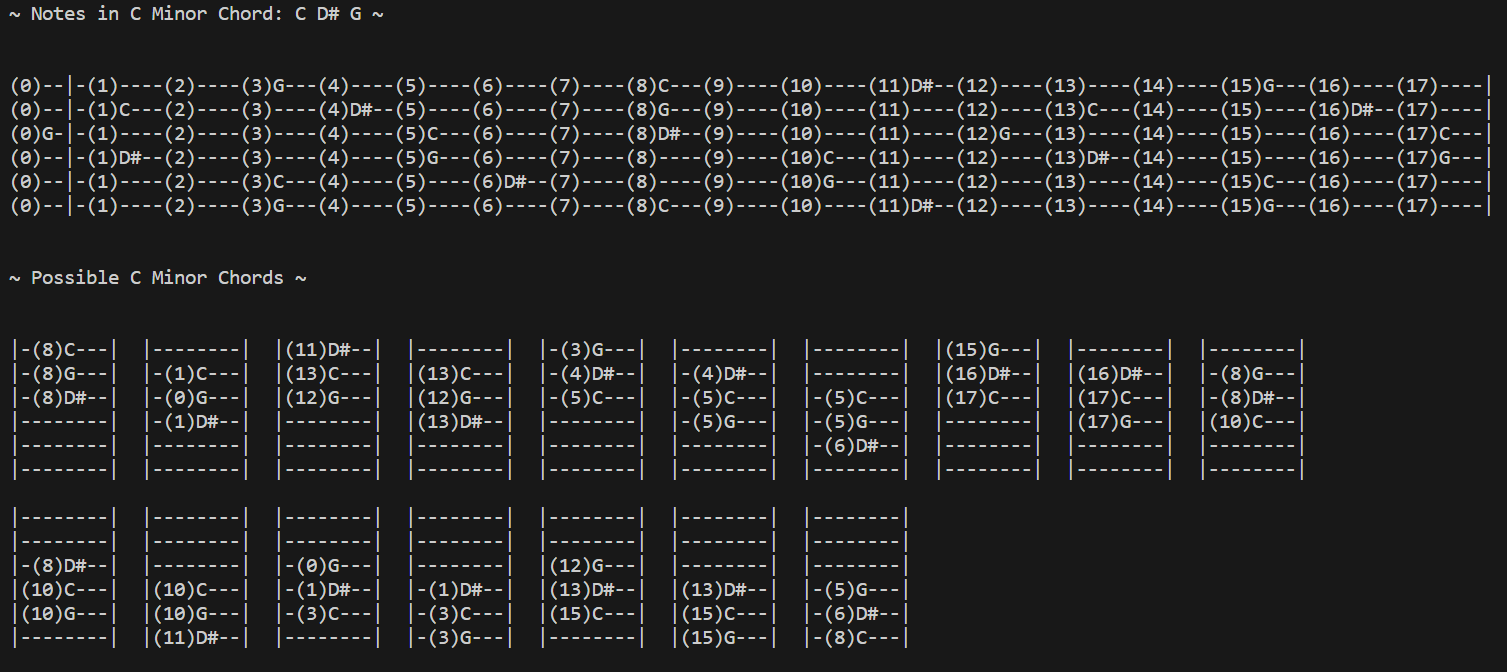 ~ Notes in C Minor Chord: C D# G ~
(0)--|-(1)----(2)----(3)G---(4)----(5)----(6)----(7)----(8)C---(9)----(10)----(11)D#--(12)----(13)----(14)----(15)G---(16)----(17)----|
(0)--|-(1)C---(2)----(3)----(4)D#--(5)----(6)----(7)----(8)G---(9)----(10)----(11)----(12)----(13)C---(14)----(15)----(16)D#--(17)----|
(0)G-|-(1)----(2)----(3)----(4)----(5)C---(6)----(7)----(8)D#--(9)----(10)----(11)----(12)G---(13)----(14)----(15)----(16)----(17)C---|
(0)--|-(1)D#--(2)----(3)----(4)----(5)G---(6)----(7)----(8)----(9)----(10)C---(11)----(12)----(13)D#--(14)----(15)----(16)----(17)G---|
(0)--|-(1)----(2)----(3)C---(4)----(5)----(6)D#--(7)----(8)----(9)----(10)G---(11)----(12)----(13)----(14)----(15)C---(16)----(17)----|
(0)--|-(1)----(2)----(3)G---(4)----(5)----(6)----(7)----(8)C---(9)----(10)----(11)D#--(12)----(13)----(14)----(15)G---(16)----(17)----|
~ Possible C Minor Chords ~
|-(8)C---|  |--------|  |(11)D#--|  |--------|  |-(3)G---|  |--------|  |--------|  |(15)G---|  |--------|  |--------|
|-(8)G---|  |-(1)C---|  |(13)C---|  |(13)C---|  |-(4)D#--|  |-(4)D#--|  |--------|  |(16)D#--|  |(16)D#--|  |-(8)G---|
|-(8)D#--|  |-(0)G---|  |(12)G---|  |(12)G---|  |-(5)C---|  |-(5)C---|  |-(5)C---|  |(17)C---|  |(17)C---|  |-(8)D#--|
|--------|  |-(1)D#--|  |--------|  |(13)D#--|  |--------|  |-(5)G---|  |-(5)G---|  |--------|  |(17)G---|  |(10)C---|
|--------|  |--------|  |--------|  |--------|  |--------|  |--------|  |-(6)D#--|  |--------|  |--------|  |--------|
|--------|  |--------|  |--------|  |--------|  |--------|  |--------|  |--------|  |--------|  |--------|  |--------|
|--------|  |--------|  |--------|  |--------|  |--------|  |--------|  |--------|
|--------|  |--------|  |--------|  |--------|  |--------|  |--------|  |--------|
|-(8)D#--|  |--------|  |-(0)G---|  |--------|  |(12)G---|  |--------|  |--------|
|(10)C---|  |(10)C---|  |-(1)D#--|  |-(1)D#--|  |(13)D#--|  |(13)D#--|  |-(5)G---|
|(10)G---|  |(10)G---|  |-(3)C---|  |-(3)C---|  |(15)C---|  |(15)C---|  |-(6)D#--|
|--------|  |(11)D#--|  |--------|  |-(3)G---|  |--------|  |(15)G---|  |-(8)C---|